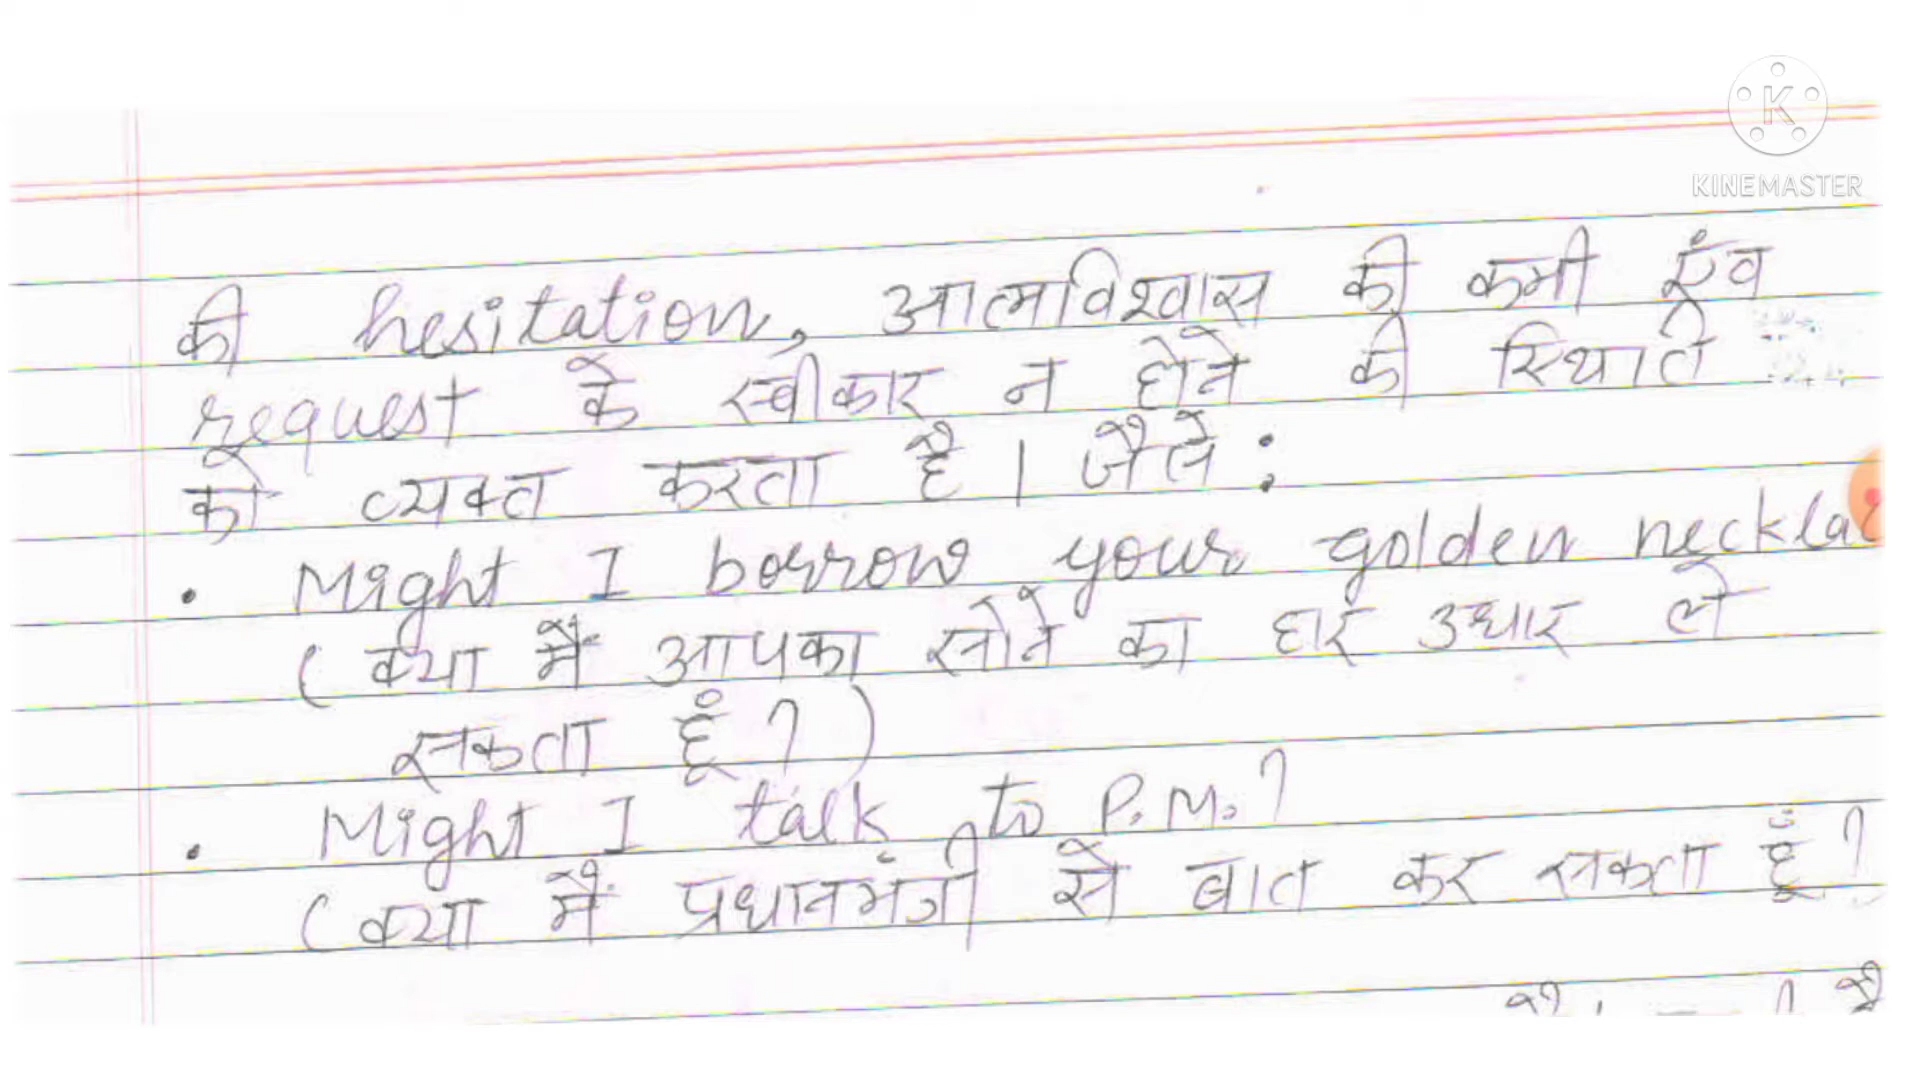 KINEMASTER
की hesitation, आत्मविश्वास की कमी एंव
request के स्वीकार न होने की स्थिति
को व्यक्त करता है। जैसे:
• Might I borrow your golden necklac
(क्या मैं आपका सोने का हार उधार ले
सकता हूं?)
• Might I talk to P.M.?
(क्या मैं प्रधानमंत्री से बात कर सकता हूं?